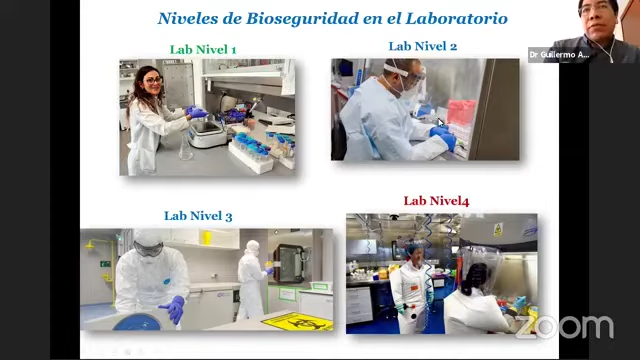 Niveles de Bioseguridad en el Laboratorio
Dr Guillermo A...
Lab Nivel 1
Lab Nivel 2
Lab Nivel 3
Lab Nivel4
zoom